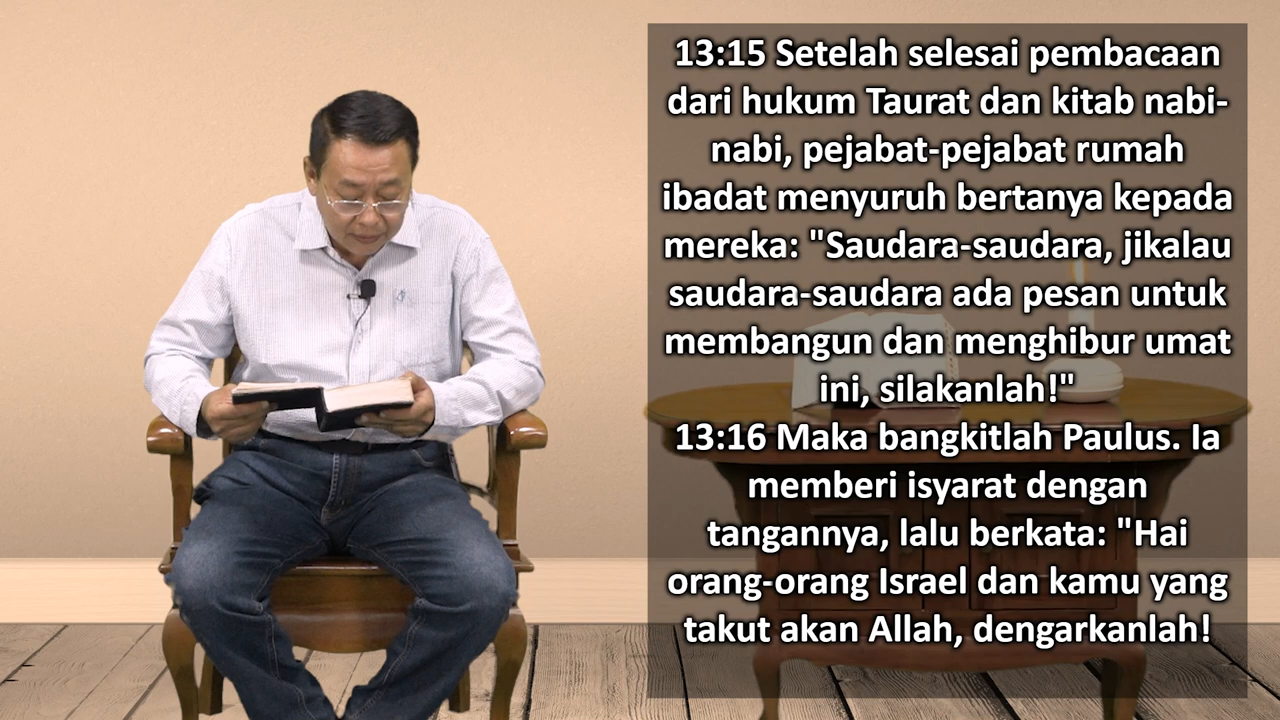 13:15 Setelah selesai pembacaan
dari hukum Taurat dan kitab nabi-
nabi, pejabat-pejabat rumah
ibadat menyuruh bertanya kepada
mereka: "Saudara-saudara, jikalau
saudara-saudara ada pesan untuk
membangun dan menghibur umat
ini, silakanlah!"
13:16 Maka bangkitlah Paulus. Ia
memberi isyarat dengan
tangannya, lalu berkata: "Hai
orang-orang Israel dan kamu yang
takut akan Allah, dengarkanlah!